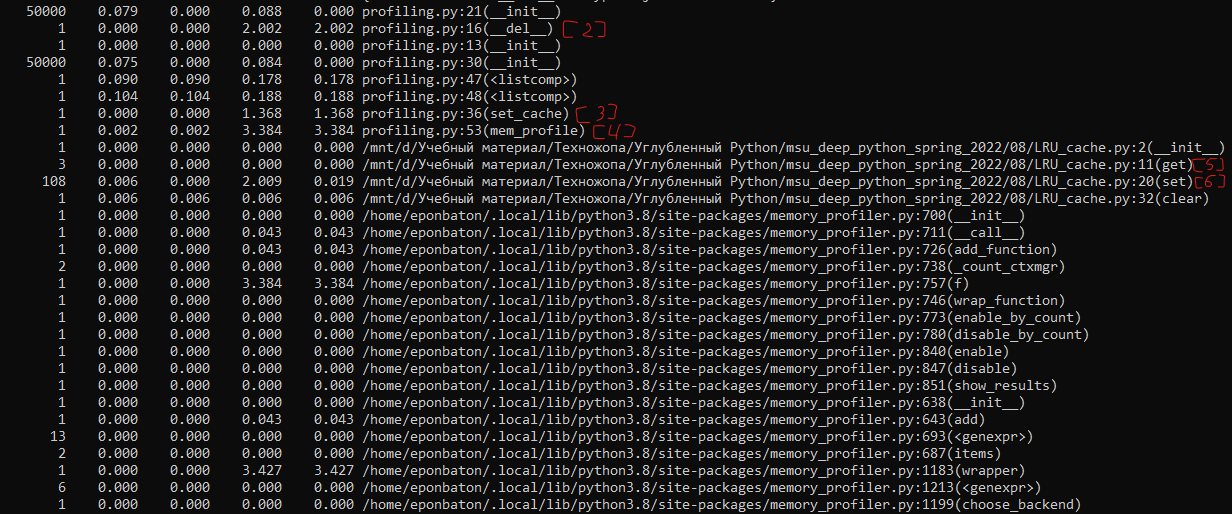 50000 0.079 0.000 0.088 0.000 profiling.py:21(__init__)
1 0.000 0.000 2.002 2.002 profiling.py:16(__del__) [2]
1 0.000 0.000 0.000 0.000 profiling.py:13(__init__)
50000 0.075 0.000 0.084 0.000 profiling.py:30(__init__)
1 0.090 0.090 0.178 0.178 profiling.py:47(<listcomp>)
1 0.104 0.104 0.188 0.188 profiling.py:48(<listcomp>)
1 0.000 0.000 1.368 1.368 profiling.py:36(set_cache) [3]
1 0.002 0.002 3.384 3.384 profiling.py:53(mem_profile) [4]
1 0.000 0.000 0.000 0.000 /mnt/d/Учебный материал/Техножопа/Углубленный Python/msu_deep_python_spring_2022/08/LRU_cache.py:2(__init__)
3 0.000 0.000 0.000 0.000 /mnt/d/Учебный материал/Техножопа/Углубленный Python/msu_deep_python_spring_2022/08/LRU_cache.py:11(get) [5]
108 0.006 0.000 2.009 0.019 /mnt/d/Учебный материал/Техножопа/Углубленный Python/msu_deep_python_spring_2022/08/LRU_cache.py:20(set) [6]
1 0.006 0.006 0.006 0.006 /mnt/d/Учебный материал/Техножопа/Углубленный Python/msu_deep_python_spring_2022/08/LRU_cache.py:32(clear)
1 0.000 0.000 0.000 0.000 /home/eponbaton/.local/lib/python3.8/site-packages/memory_profiler.py:700(__init__)
1 0.000 0.000 0.043 0.043 /home/eponbaton/.local/lib/python3.8/site-packages/memory_profiler.py:711(__call__)
1 0.000 0.000 0.043 0.043 /home/eponbaton/.local/lib/python3.8/site-packages/memory_profiler.py:726(add_function)
2 0.000 0.000 0.000 0.000 /home/eponbaton/.local/lib/python3.8/site-packages/memory_profiler.py:738(_count_ctxmgr)
1 0.000 0.000 3.384 3.384 /home/eponbaton/.local/lib/python3.8/site-packages/memory_profiler.py:757(f)
1 0.000 0.000 0.000 0.000 /home/eponbaton/.local/lib/python3.8/site-packages/memory_profiler.py:746(wrap_function)
1 0.000 0.000 0.000 0.000 /home/eponbaton/.local/lib/python3.8/site-packages/memory_profiler.py:773(enable_by_count)
1 0.000 0.000 0.000 0.000 /home/eponbaton/.local/lib/python3.8/site-packages/memory_profiler.py:780(disable_by_count)
1 0.000 0.000 0.000 0.000 /home/eponbaton/.local/lib/python3.8/site-packages/memory_profiler.py:840(enable)
1 0.000 0.000 0.000 0.000 /home/eponbaton/.local/lib/python3.8/site-packages/memory_profiler.py:847(disable)
1 0.000 0.000 0.000 0.000 /home/eponbaton/.local/lib/python3.8/site-packages/memory_profiler.py:851(show_results)
1 0.000 0.000 0.000 0.000 /home/eponbaton/.local/lib/python3.8/site-packages/memory_profiler.py:638(__init__)
1 0.000 0.000 0.043 0.043 /home/eponbaton/.local/lib/python3.8/site-packages/memory_profiler.py:643(add)
13 0.000 0.000 0.000 0.000 /home/eponbaton/.local/lib/python3.8/site-packages/memory_profiler.py:693(<genexpr>)
2 0.000 0.000 0.000 0.000 /home/eponbaton/.local/lib/python3.8/site-packages/memory_profiler.py:687(items)
1 0.000 0.000 3.427 3.427 /home/eponbaton/.local/lib/python3.8/site-packages/memory_profiler.py:1183(wrapper)
6 0.000 0.000 0.000 0.000 /home/eponbaton/.local/lib/python3.8/site-packages/memory_profiler.py:1213(<genexpr>)
1 0.000 0.000 0.000 0.000 /home/eponbaton/.local/lib/python3.8/site-packages/memory_profiler.py:1199(choose_backend)